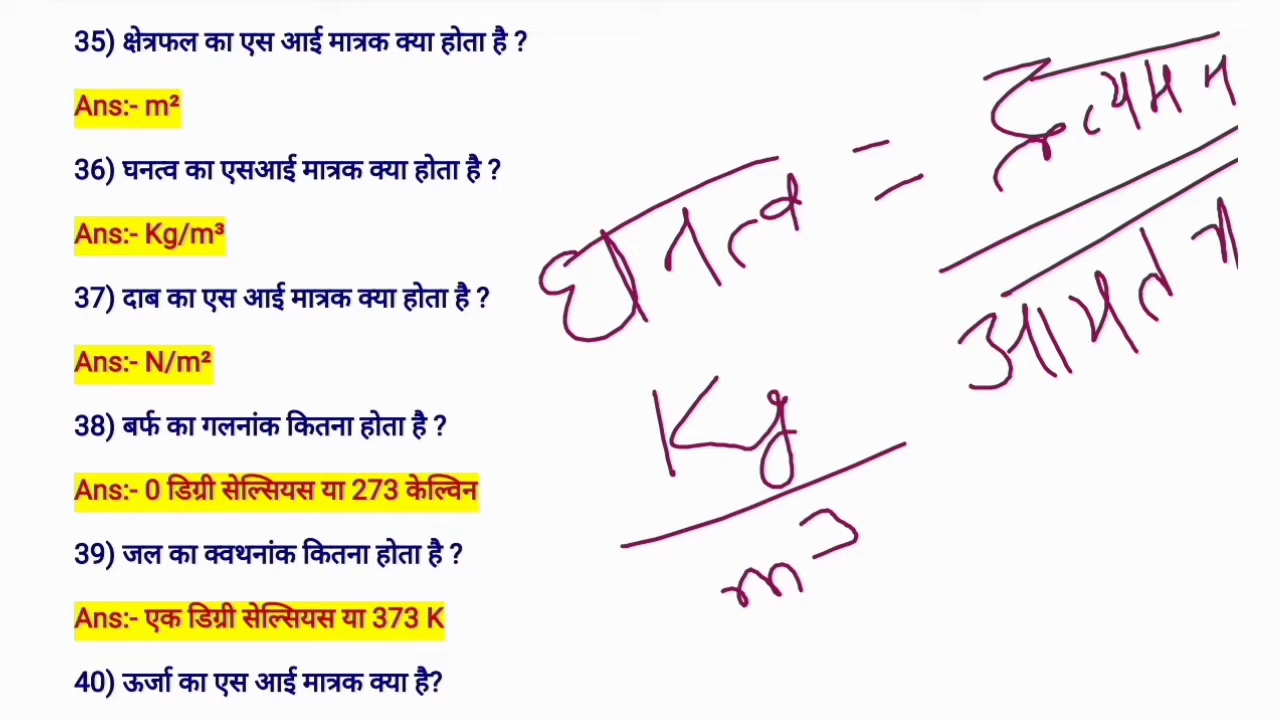 35) क्षेत्रफल का एस आई मात्रक क्या होता है ?
Ans:- m²
36) घनत्व का एसआई मात्रक क्या होता है ?
Ans:- Kg/m³
37) दाब का एस आई मात्रक क्या होता है ?
Ans:- N/m²
38) बर्फ का गलनांक कितना होता है ?
Ans:- 0 डिग्री सेल्सियस या 273 केल्विन
39) जल का क्वथनांक कितना होता है ?
Ans:- एक डिग्री सेल्सियस या 373 K
40) ऊर्जा का एस आई मात्रक क्या है?
घनत्व = द्रव्यमान
आयतन
Kg
m³